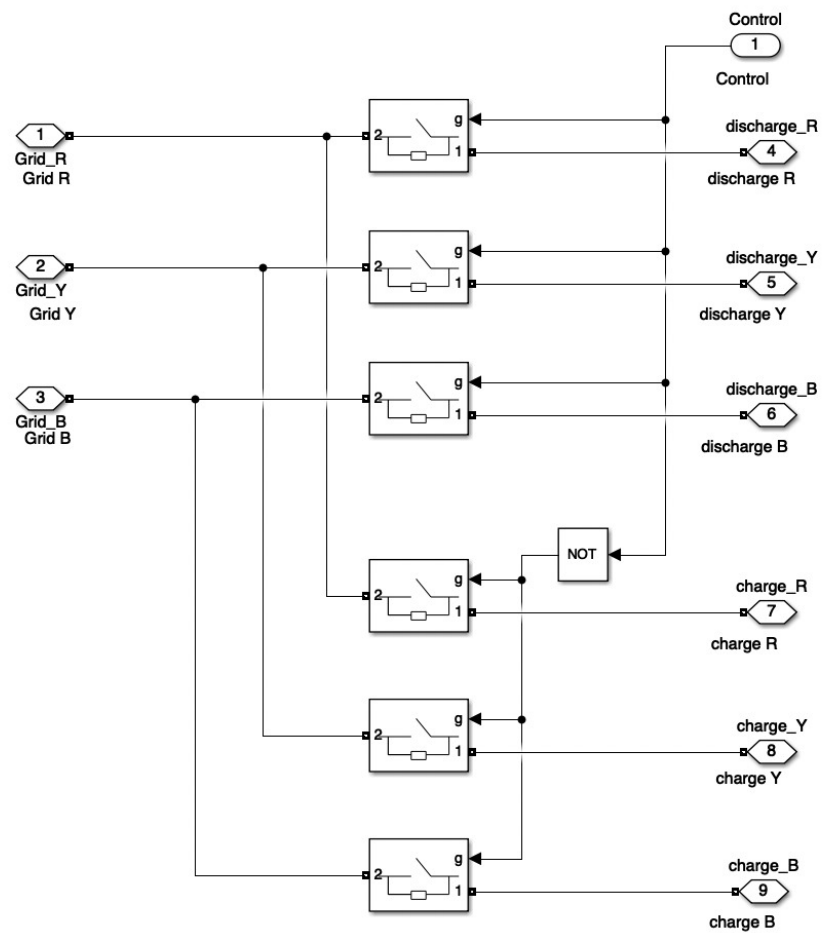 Control
1
Control
g
2
1
1
Grid_R
Grid R
discharge_R
4
discharge R
g
2
1
2
Grid_Y
Grid Y
discharge_Y
5
discharge Y
g
2
1
3
Grid_B
Grid B
discharge_B
6
discharge B
NOT
g
2
1
charge_R
7
charge R
g
2
1
charge_Y
8
charge Y
g
2
1
charge_B
9
charge B